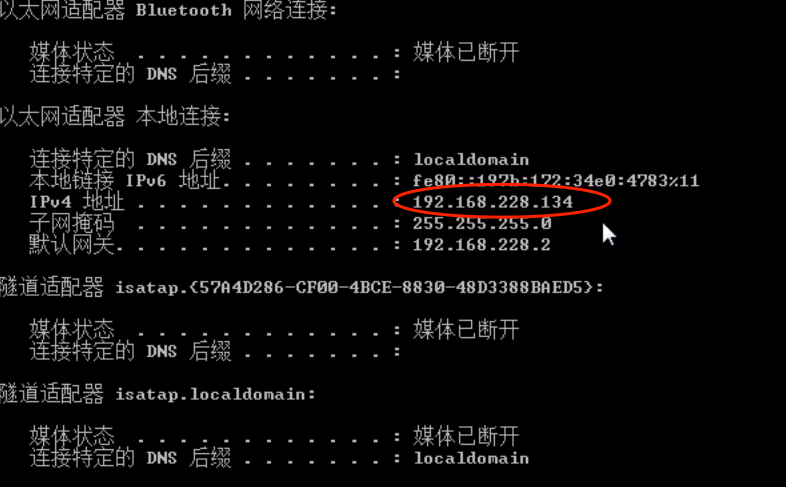 以太网适配器 Bluetooth 网络连接:
媒体状态 . . . . . . . . . . . . : 媒体已断开
连接特定的 DNS 后缀 . . . . . . . :
以太网适配器 本地连接:
连接特定的 DNS 后缀 . . . . . . . : localdomain
本地链接 IPv6 地址. . . . . . . . : fe80::197b:172:34e0:4783%11
IPv4 地址 . . . . . . . . . . . . : 192.168.228.134
子网掩码 . . . . . . . . . . . . : 255.255.255.0
默认网关. . . . . . . . . . . . . : 192.168.228.2
隧道适配器 isatap.{57A4D286-CF00-4BCE-8830-48D3388BAED5}:
媒体状态 . . . . . . . . . . . . : 媒体已断开
连接特定的 DNS 后缀 . . . . . . . :
隧道适配器 isatap.localdomain:
媒体状态 . . . . . . . . . . . . : 媒体已断开
连接特定的 DNS 后缀 . . . . . . . : localdomain